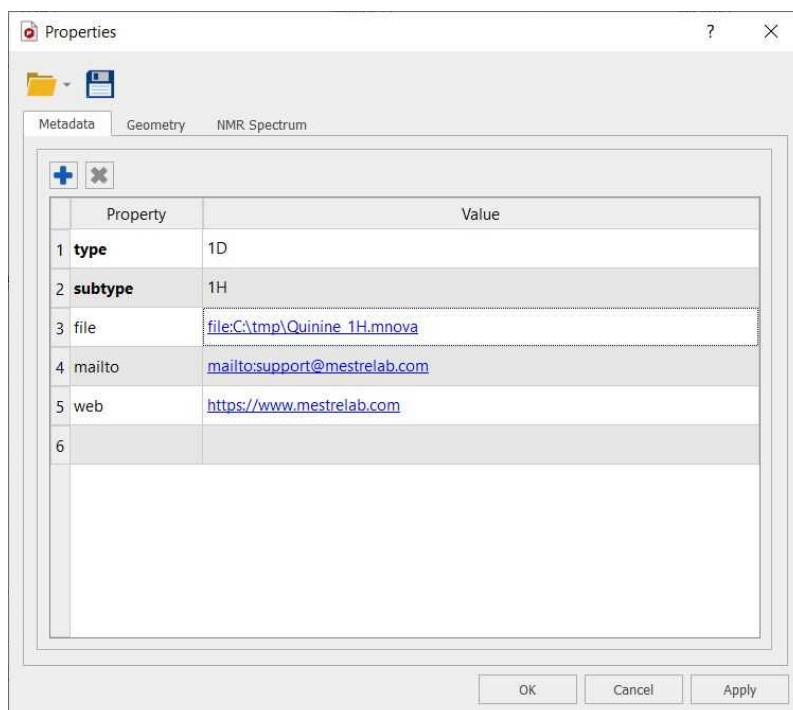 Properties ?
Metadata Geometry NMR Spectrum
Property Value
1 type 1D
2 subtype 1H
3 file file:C:\tmp\Quinine_1H.mnova
4 mailto mailto:support@mestrelab.com
5 web https://www.mestrelab.com
6
OK Cancel Apply